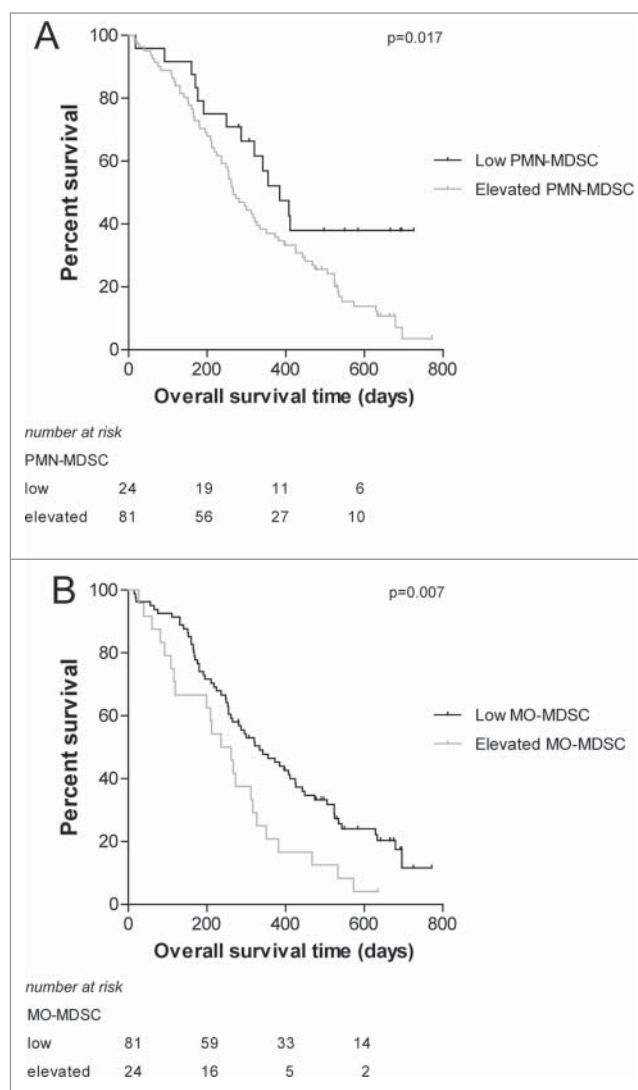 A
p=0.017
100
80
60
40
20
0
Percent survival
Low PMN-MDSC
Elevated PMN-MDSC
0 200 400 600 800
Overall survival time (days)
number at risk
PMN-MDSC
low 24 19 11 6
elevated 81 56 27 10
B
p=0.007
100
80
60
40
20
0
Percent survival
Low MO-MDSC
Elevated MO-MDSC
0 200 400 600 800
Overall survival time (days)
number at risk
MO-MDSC
low 81 59 33 14
elevated 24 16 5 2